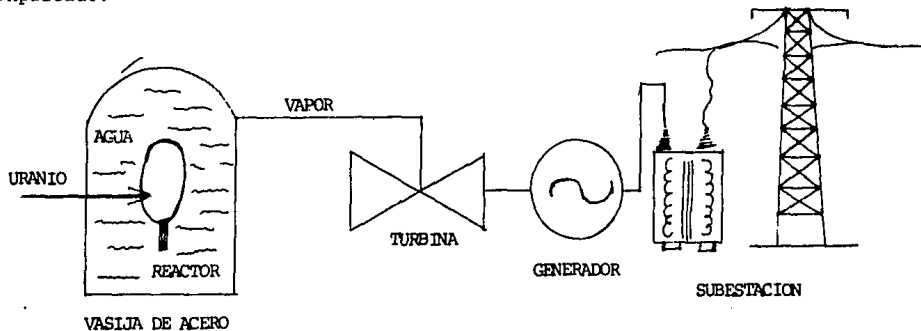 VAPOR
AGUA
URANIO
REACTOR
TURBINA
GENERADOR
SUBESTACION
VASIJA DE ACERO